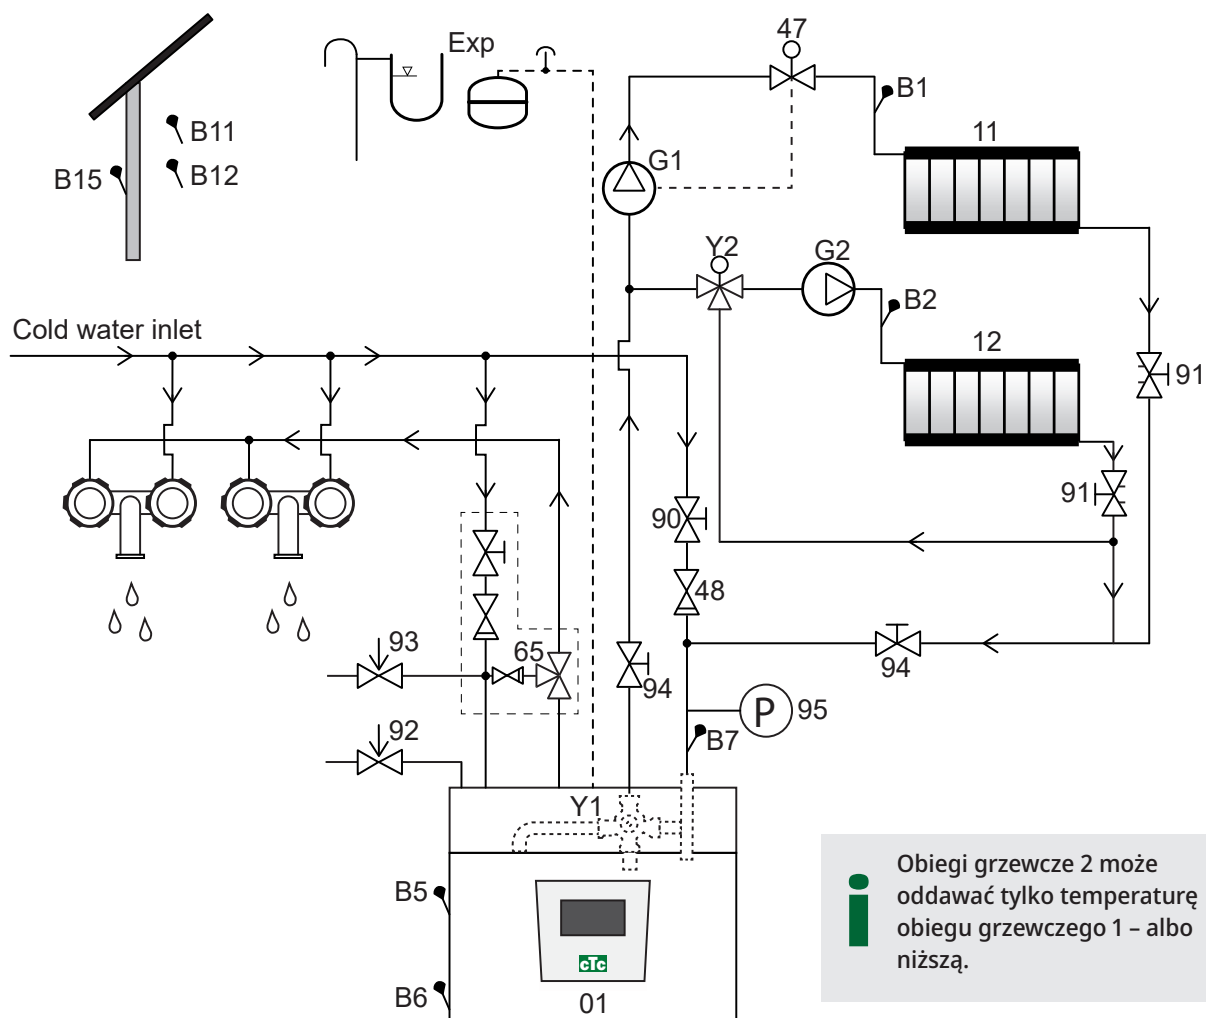 47
Exp
B1
11
B11
G1
B12
B15
Y2
G2
B2
Cold water inlet
12
91
91
90
48
93
65
94
94
P
95
B7
92
Y1
Obiegi grzewcze 2 może
oddawać tylko temperaturę
obiegu grzewczego 1 – albo
niższą.
i
B5
cTc
B6
01